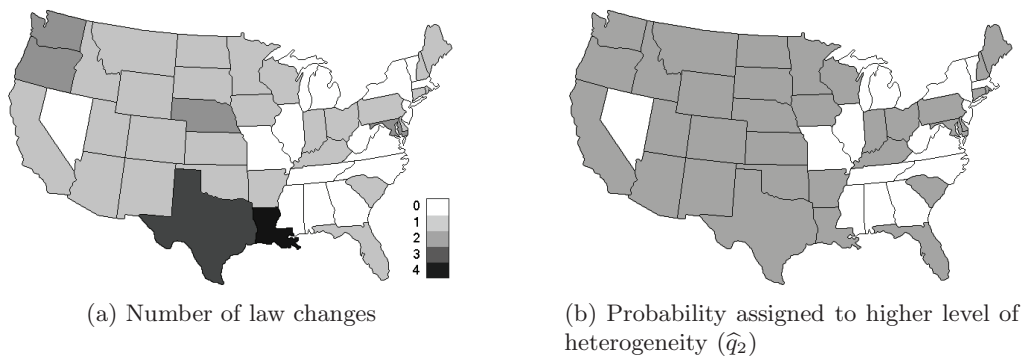 0
1
2
3
4
(a) Number of law changes
(b) Probability assigned to higher level of
heterogeneity (q̂₂)